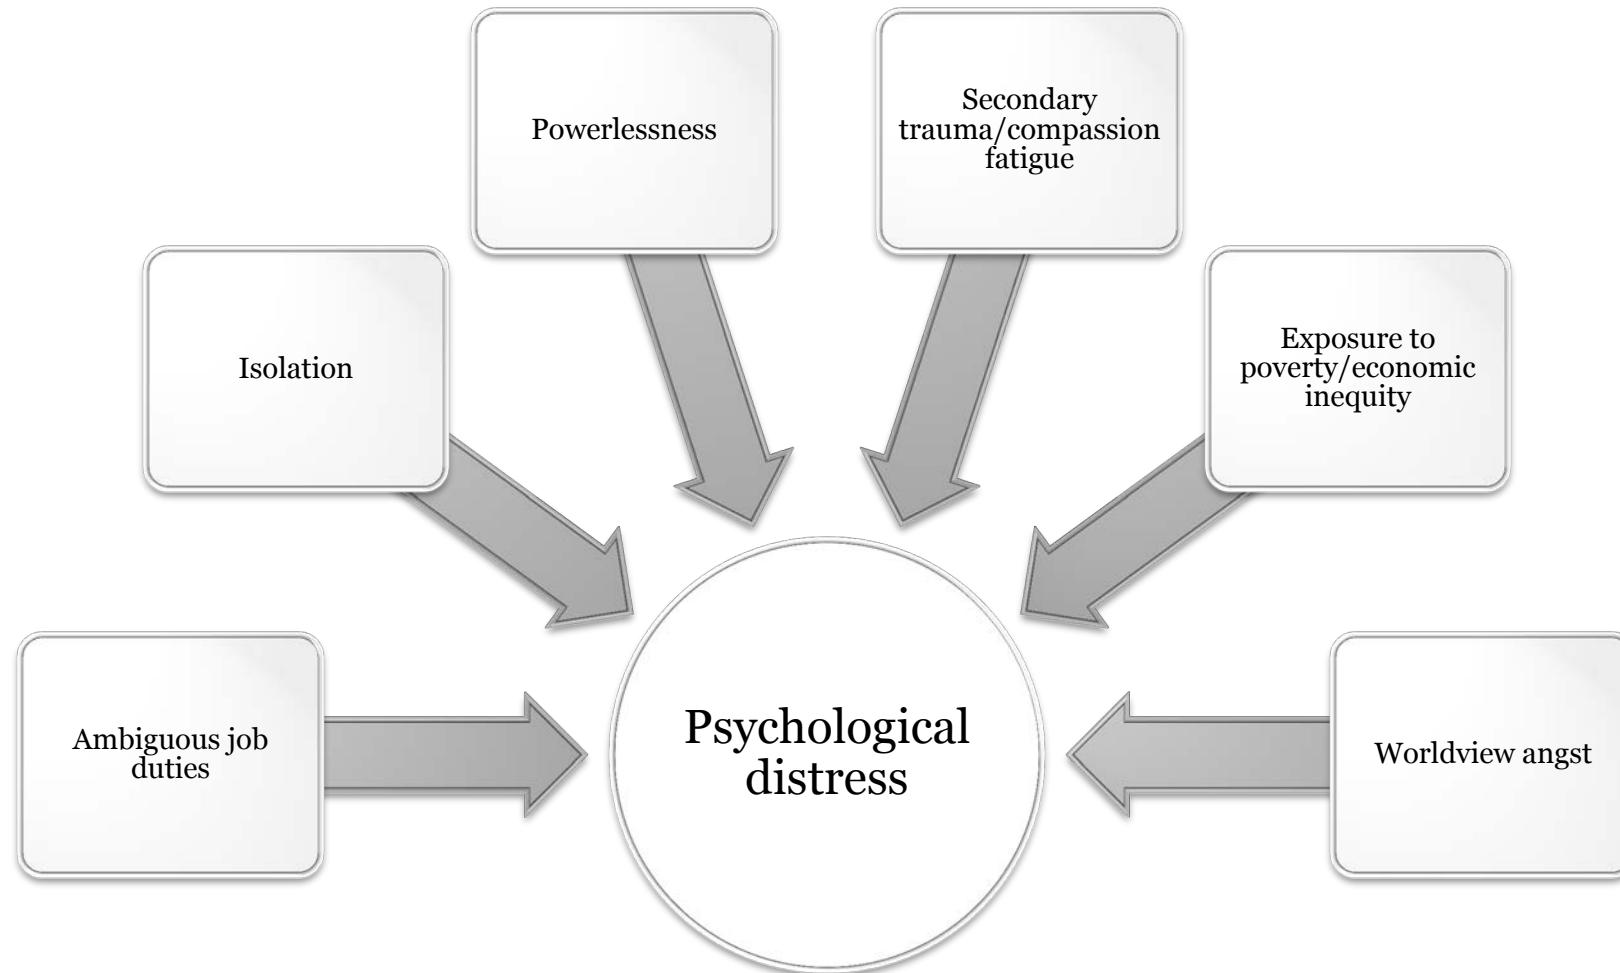 Powerlessness
Secondary
trauma/compassion
fatigue
Isolation
Exposure to
poverty/economic
inequity
Ambiguous job
duties
Psychological
distress
Worldview angst